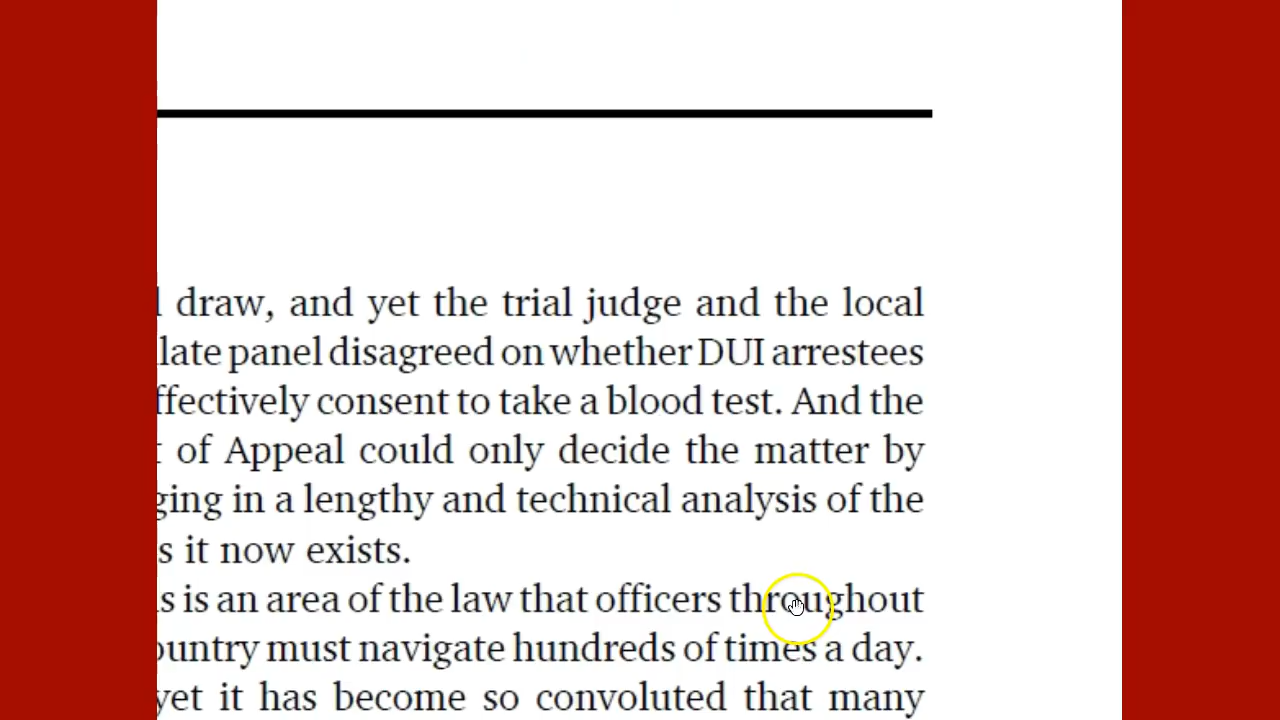 draw, and yet the trial judge and the local
late panel disagreed on whether DUI arrestees
ffectively consent to take a blood test. And the
of Appeal could only decide the matter by
ging in a lengthy and technical analysis of the
s it now exists.
s is an area of the law that officers throughout
ountry must navigate hundreds of times a day.
yet it has become so convoluted that many